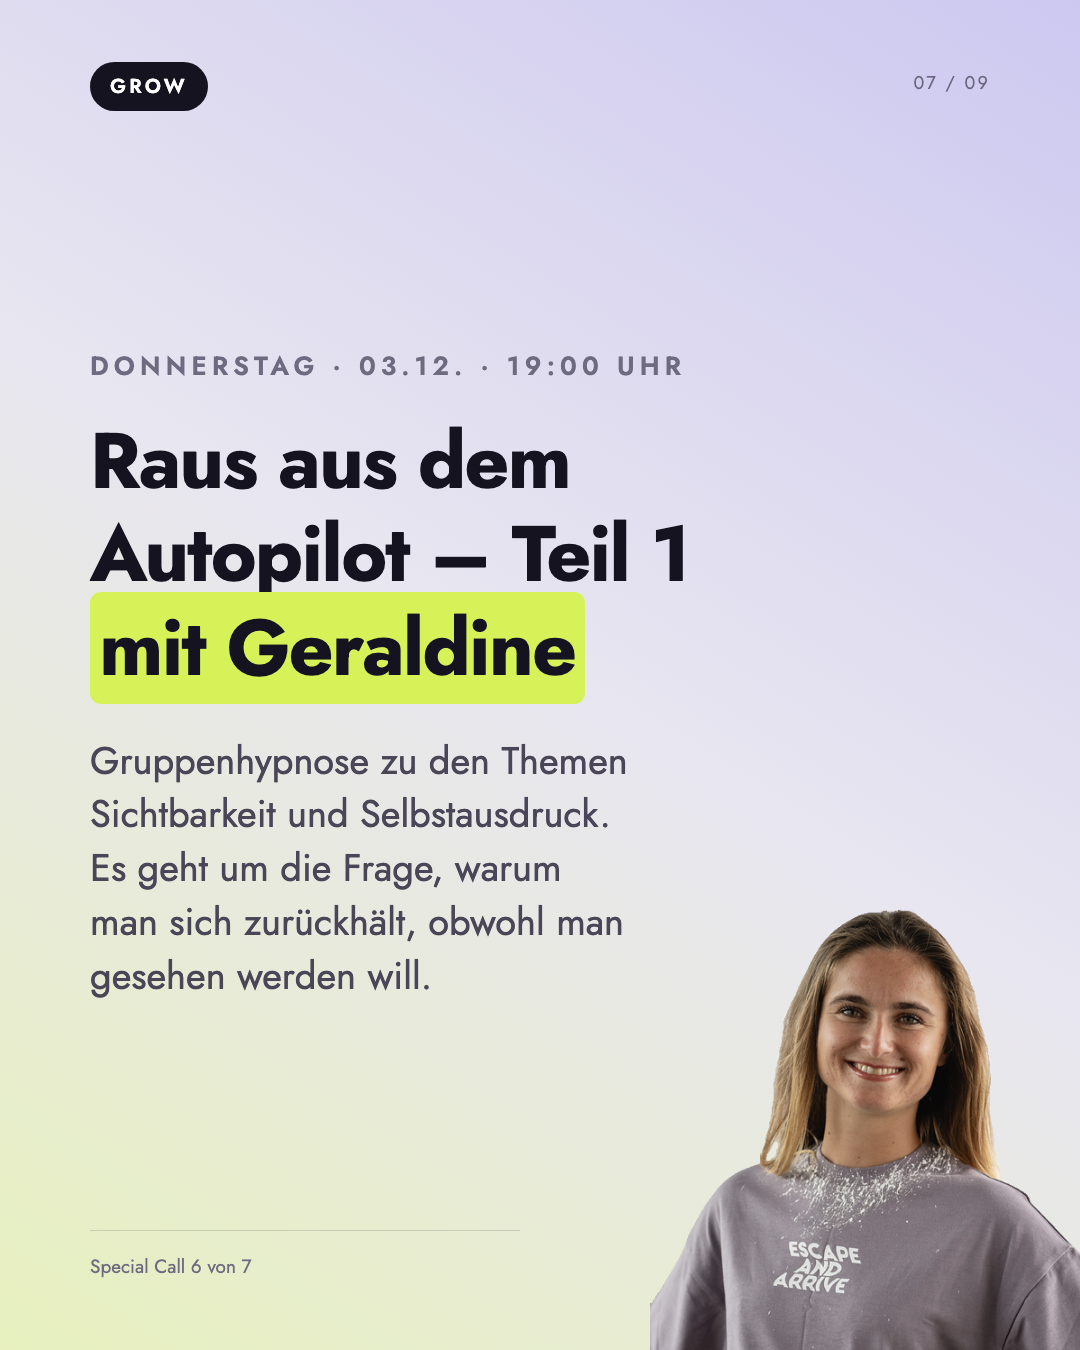 GROW
07 / 09
DONNERSTAG · 03.12. · 19:00 UHR
Raus aus dem
Autopilot – Teil 1
mit Geraldine
Gruppenhypnose zu den Themen
Sichtbarkeit und Selbstausdruck.
Es geht um die Frage, warum
man sich zurückhält, obwohl man
gesehen werden will.
ESCAPE
AND
ARRIVE
Special Call 6 von 7